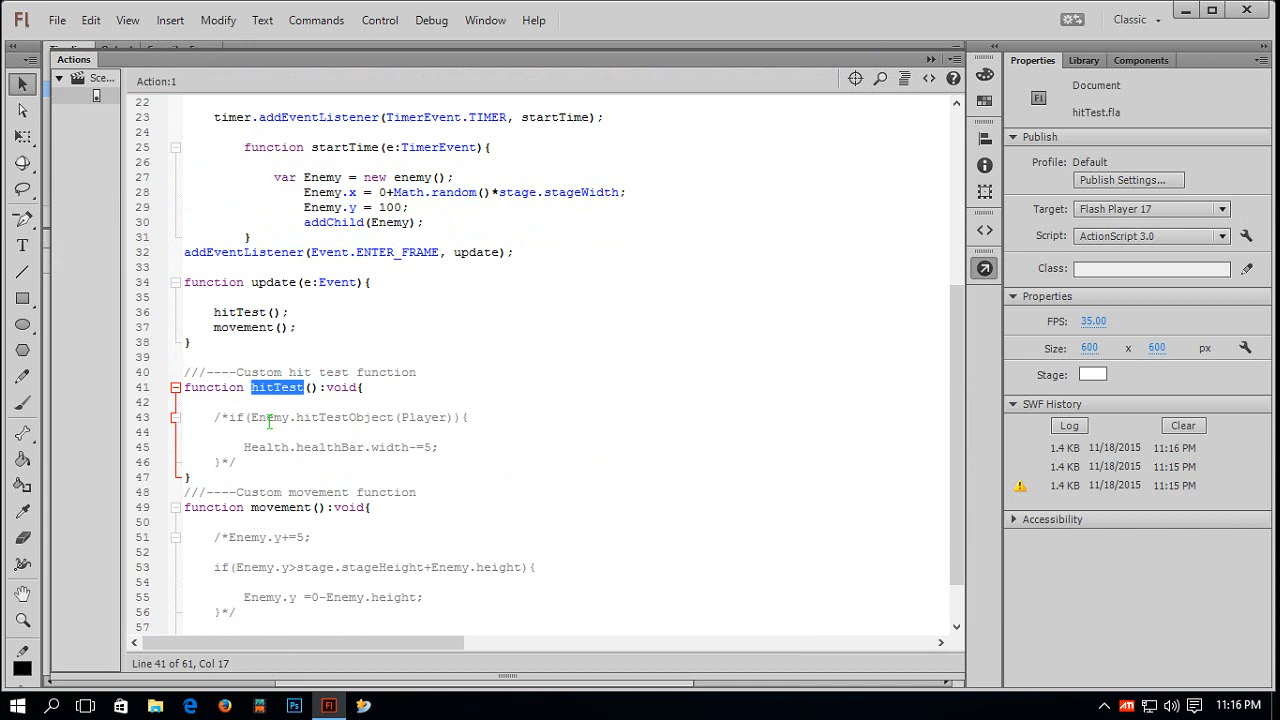 Fl File Edit View Insert Modify Text Commands Control Debug Window Help Classic
Actions
Properties Library Components
Sce...
Action:1
Document
hitTest.fla
22
23 timer.addEventListener(TimerEvent.TIMER, startTime);
24
25 function startTime(e:TimerEvent){
26
27 var Enemy = new enemy();
28 Enemy.x = 0+Math.random()*stage.stageWidth;
29 Enemy.y = 100;
30 addChild(Enemy);
31 }
32 addEventListener(Event.ENTER_FRAME, update);
33
34 function update(e:Event){
35
36 hitTest();
37 movement();
38 }
39
40 ///----Custom hit test function
41 function hitTest():void{
42
43 /*if(Enemy.hitTestObject(Player)){
44
45 Health.healthBar.width-=5;
46 }*/
47 }
48 ///----Custom movement function
49 function movement():void{
50
51 /*Enemy.y+=5;
52
53 if(Enemy.y>stage.stageHeight+Enemy.height){
54
55 Enemy.y =0-Enemy.height;
56 }*/
57
Line 41 of 61, Col 17
Publish
Profile: Default
Publish Settings...
Target: Flash Player 17
Script: ActionScript 3.0
Class:
Properties
FPS: 35.00
Size: 600 x 600 px
Stage:
SWF History
Log Clear
1.4 KB 11/18/2015 11:16 PM
1.4 KB 11/18/2015 11:15 PM
1.4 KB 11/18/2015 11:15 PM
Accessibility
Ps Fl ATI 11:16 PM